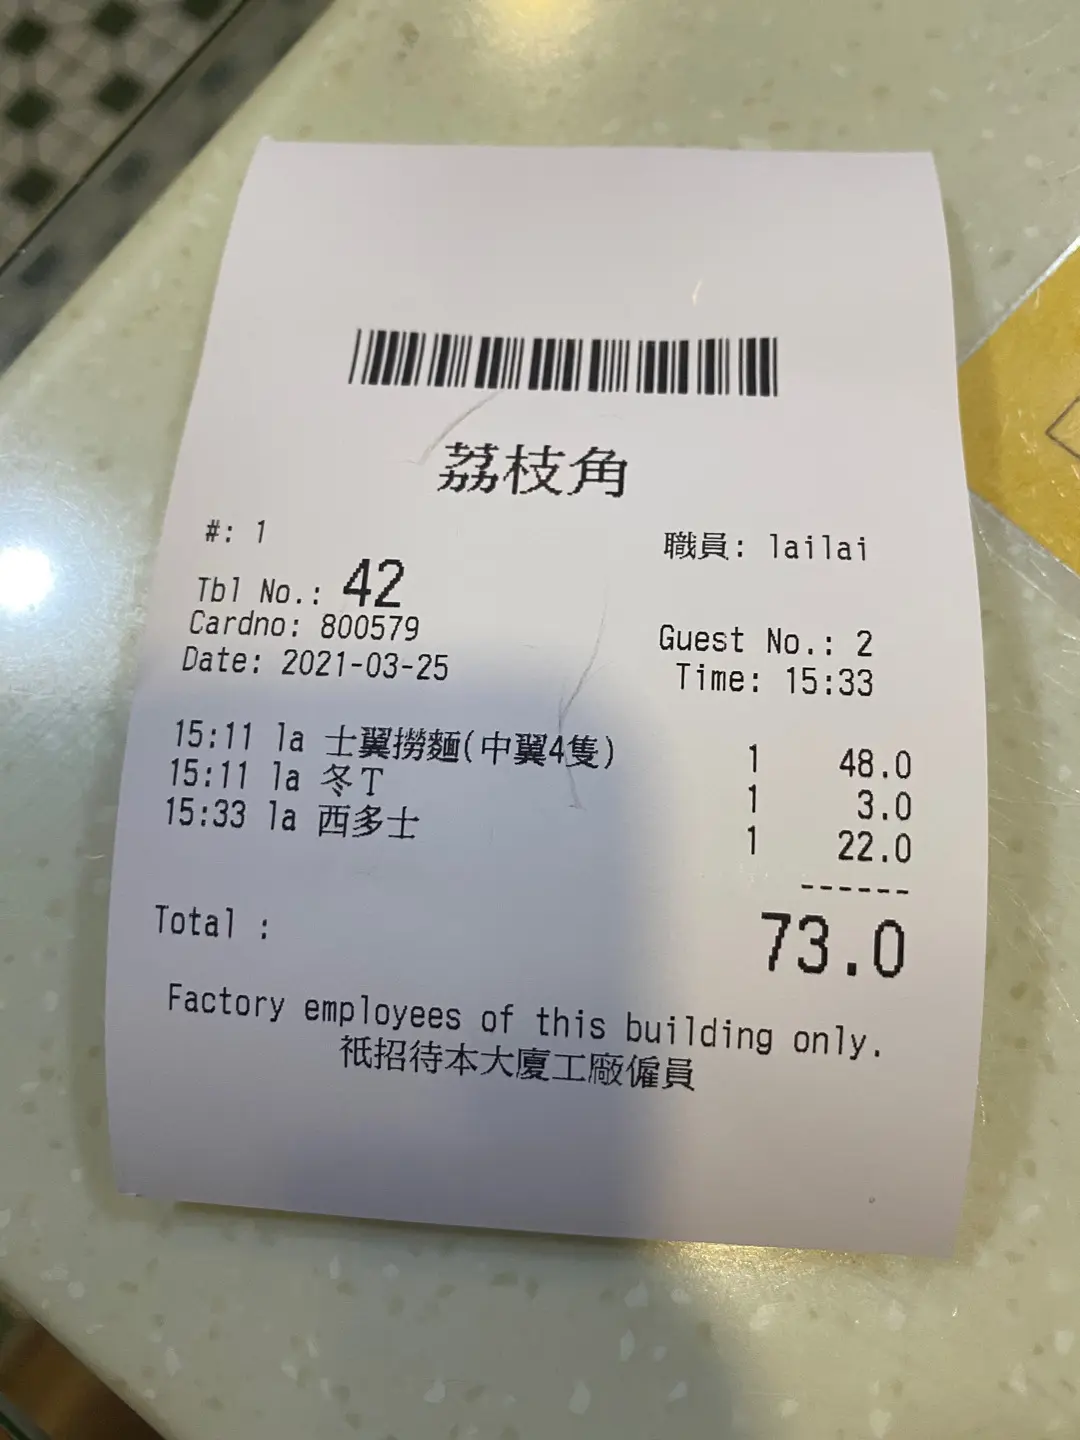 荔枝角
#: 1
職員: lailai
Tbl No.: 42
Cardno: 800579
Guest No.: 2
Date: 2021-03-25
Time: 15:33
15:11 la 士翼撈麵(中翼4隻) 1 48.0
15:11 la 冬T 1 3.0
15:33 la 西多士 1 22.0
------
Total : 73.0
Factory employees of this building only.
祇招待本大廈工廠僱員